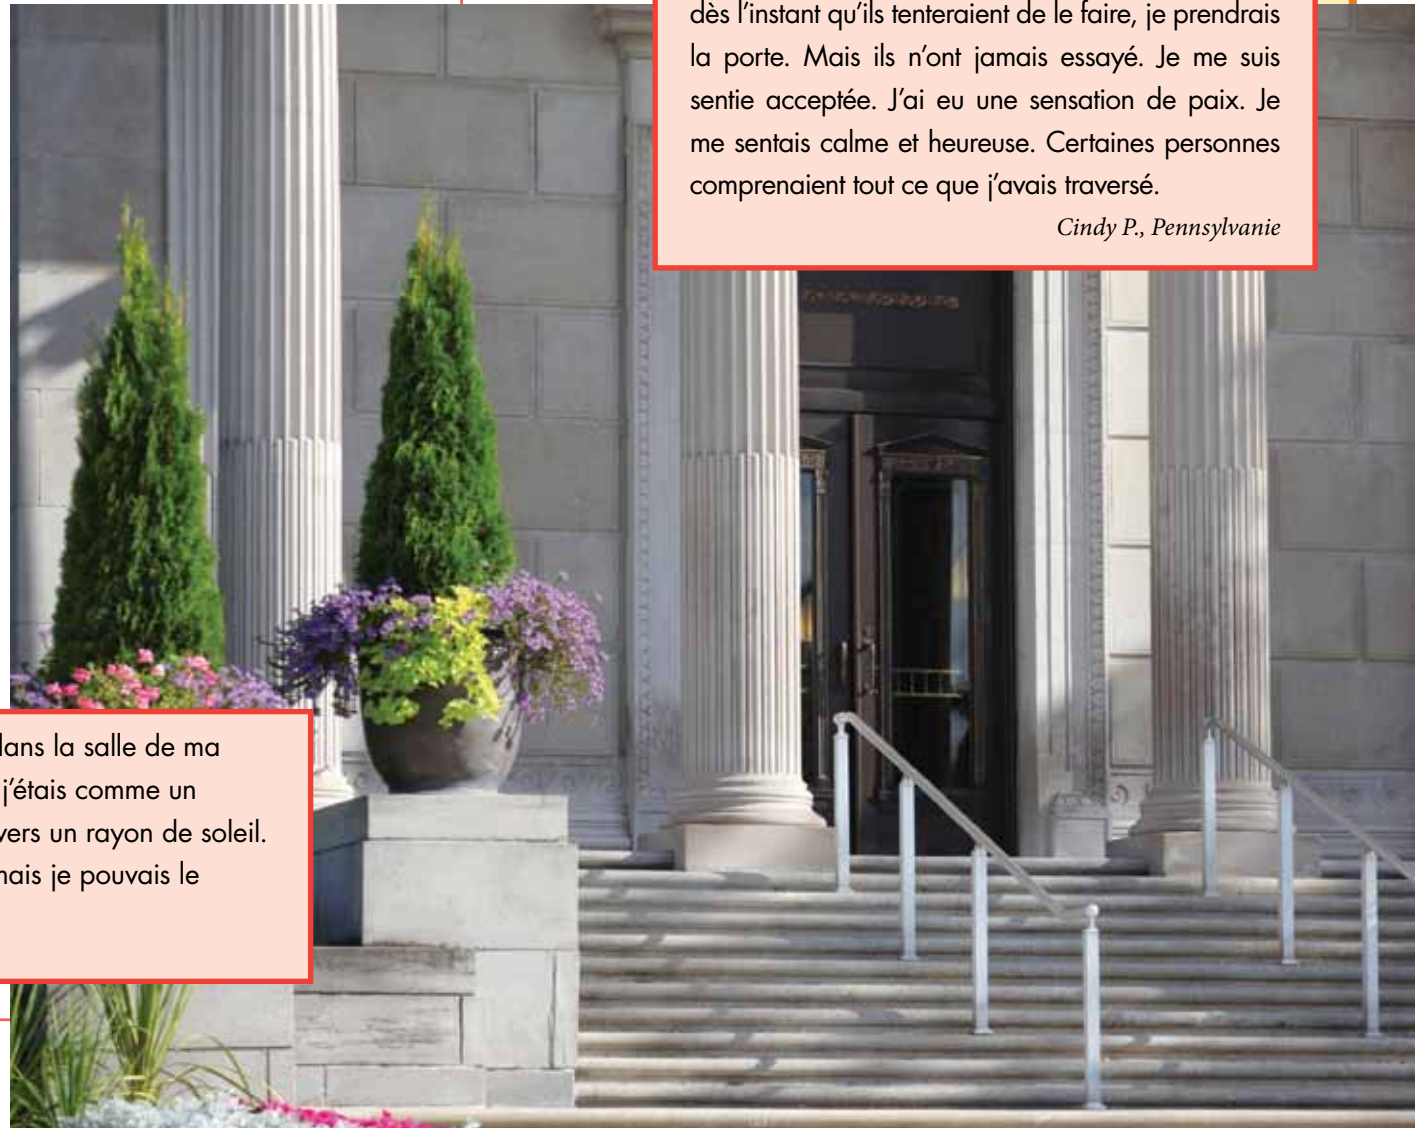 dès l'instant qu'ils tenteraient de le faire, je prendrais
la porte. Mais ils n'ont jamais essayé. Je me suis
sentie acceptée. J'ai eu une sensation de paix. Je
me sentais calme et heureuse. Certaines personnes
comprenaient tout ce que j'avais traversé.
Cindy P., Pennsylvanie
dans la salle de ma
j'étais comme un
vers un rayon de soleil.
mais je pouvais le